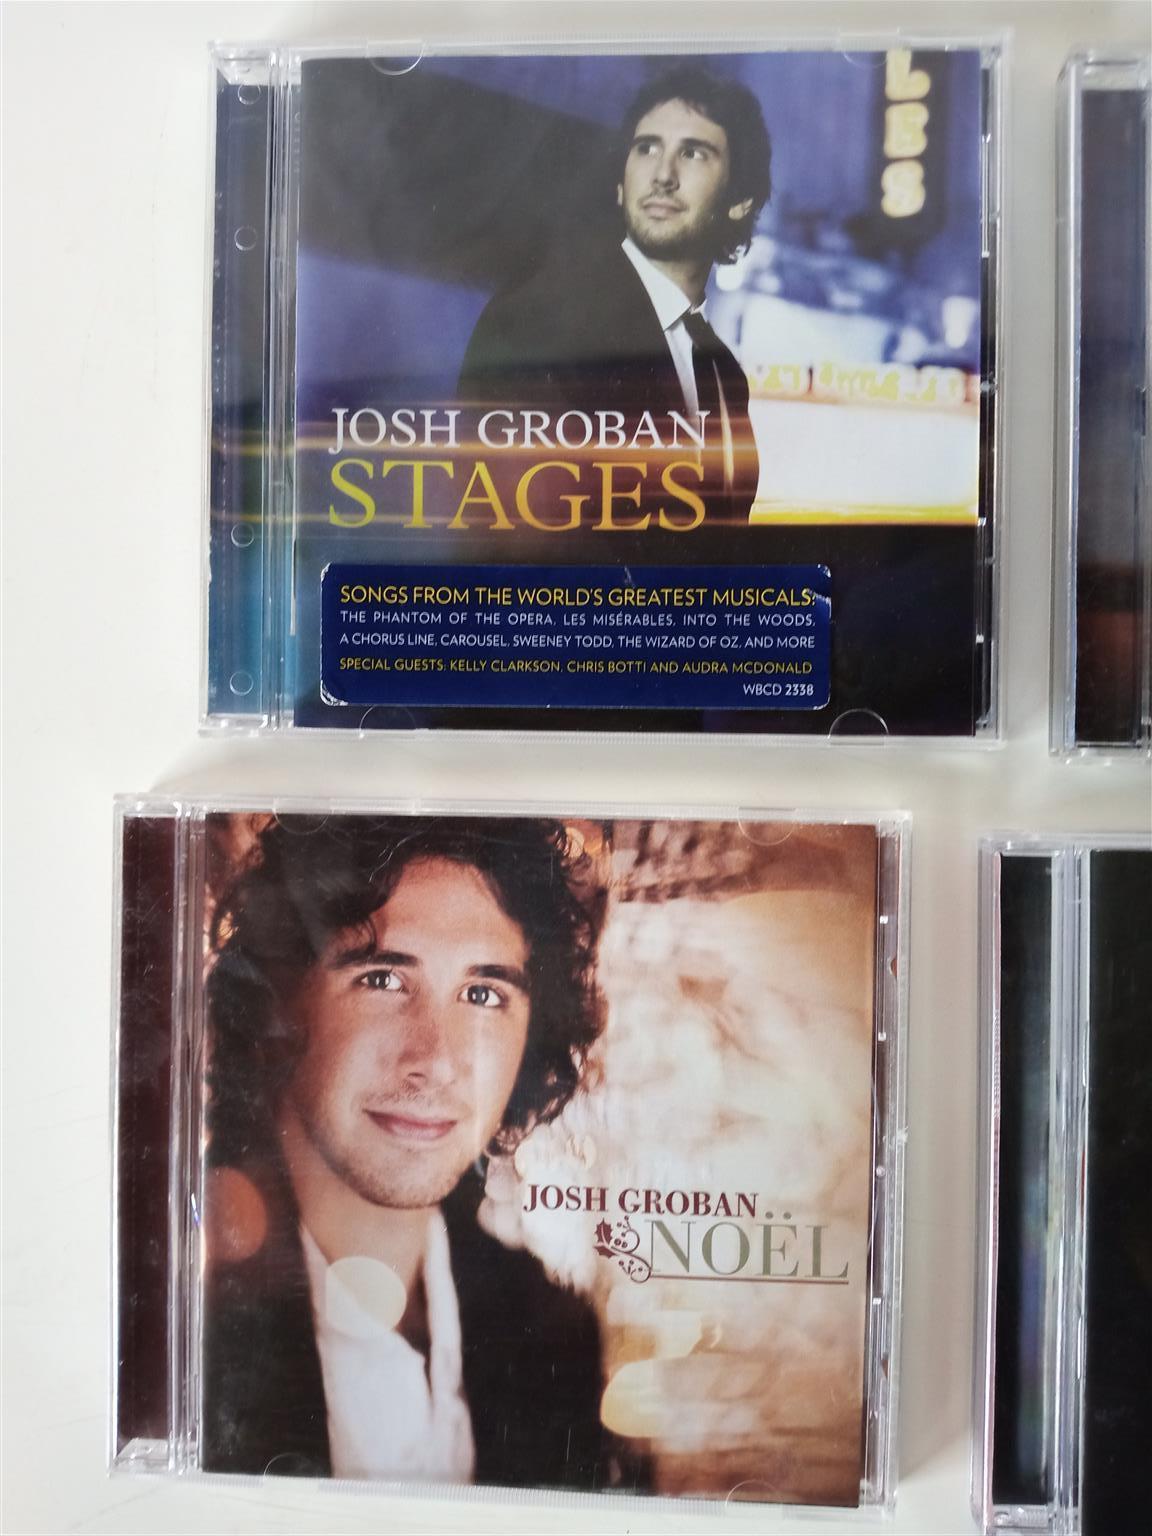 LES
JOSH GROBAN
STAGES
SONGS FROM THE WORLD'S GREATEST MUSICALS:
THE PHANTOM OF THE OPERA, LES MISÉRABLES, INTO THE WOODS,
A CHORUS LINE, CAROUSEL, SWEENEY TODD, THE WIZARD OF OZ, AND MORE
SPECIAL GUESTS: KELLY CLARKSON, CHRIS BOTTI AND AUDRA MCDONALD
WBCD 2338
JOSH GROBAN
NOËL